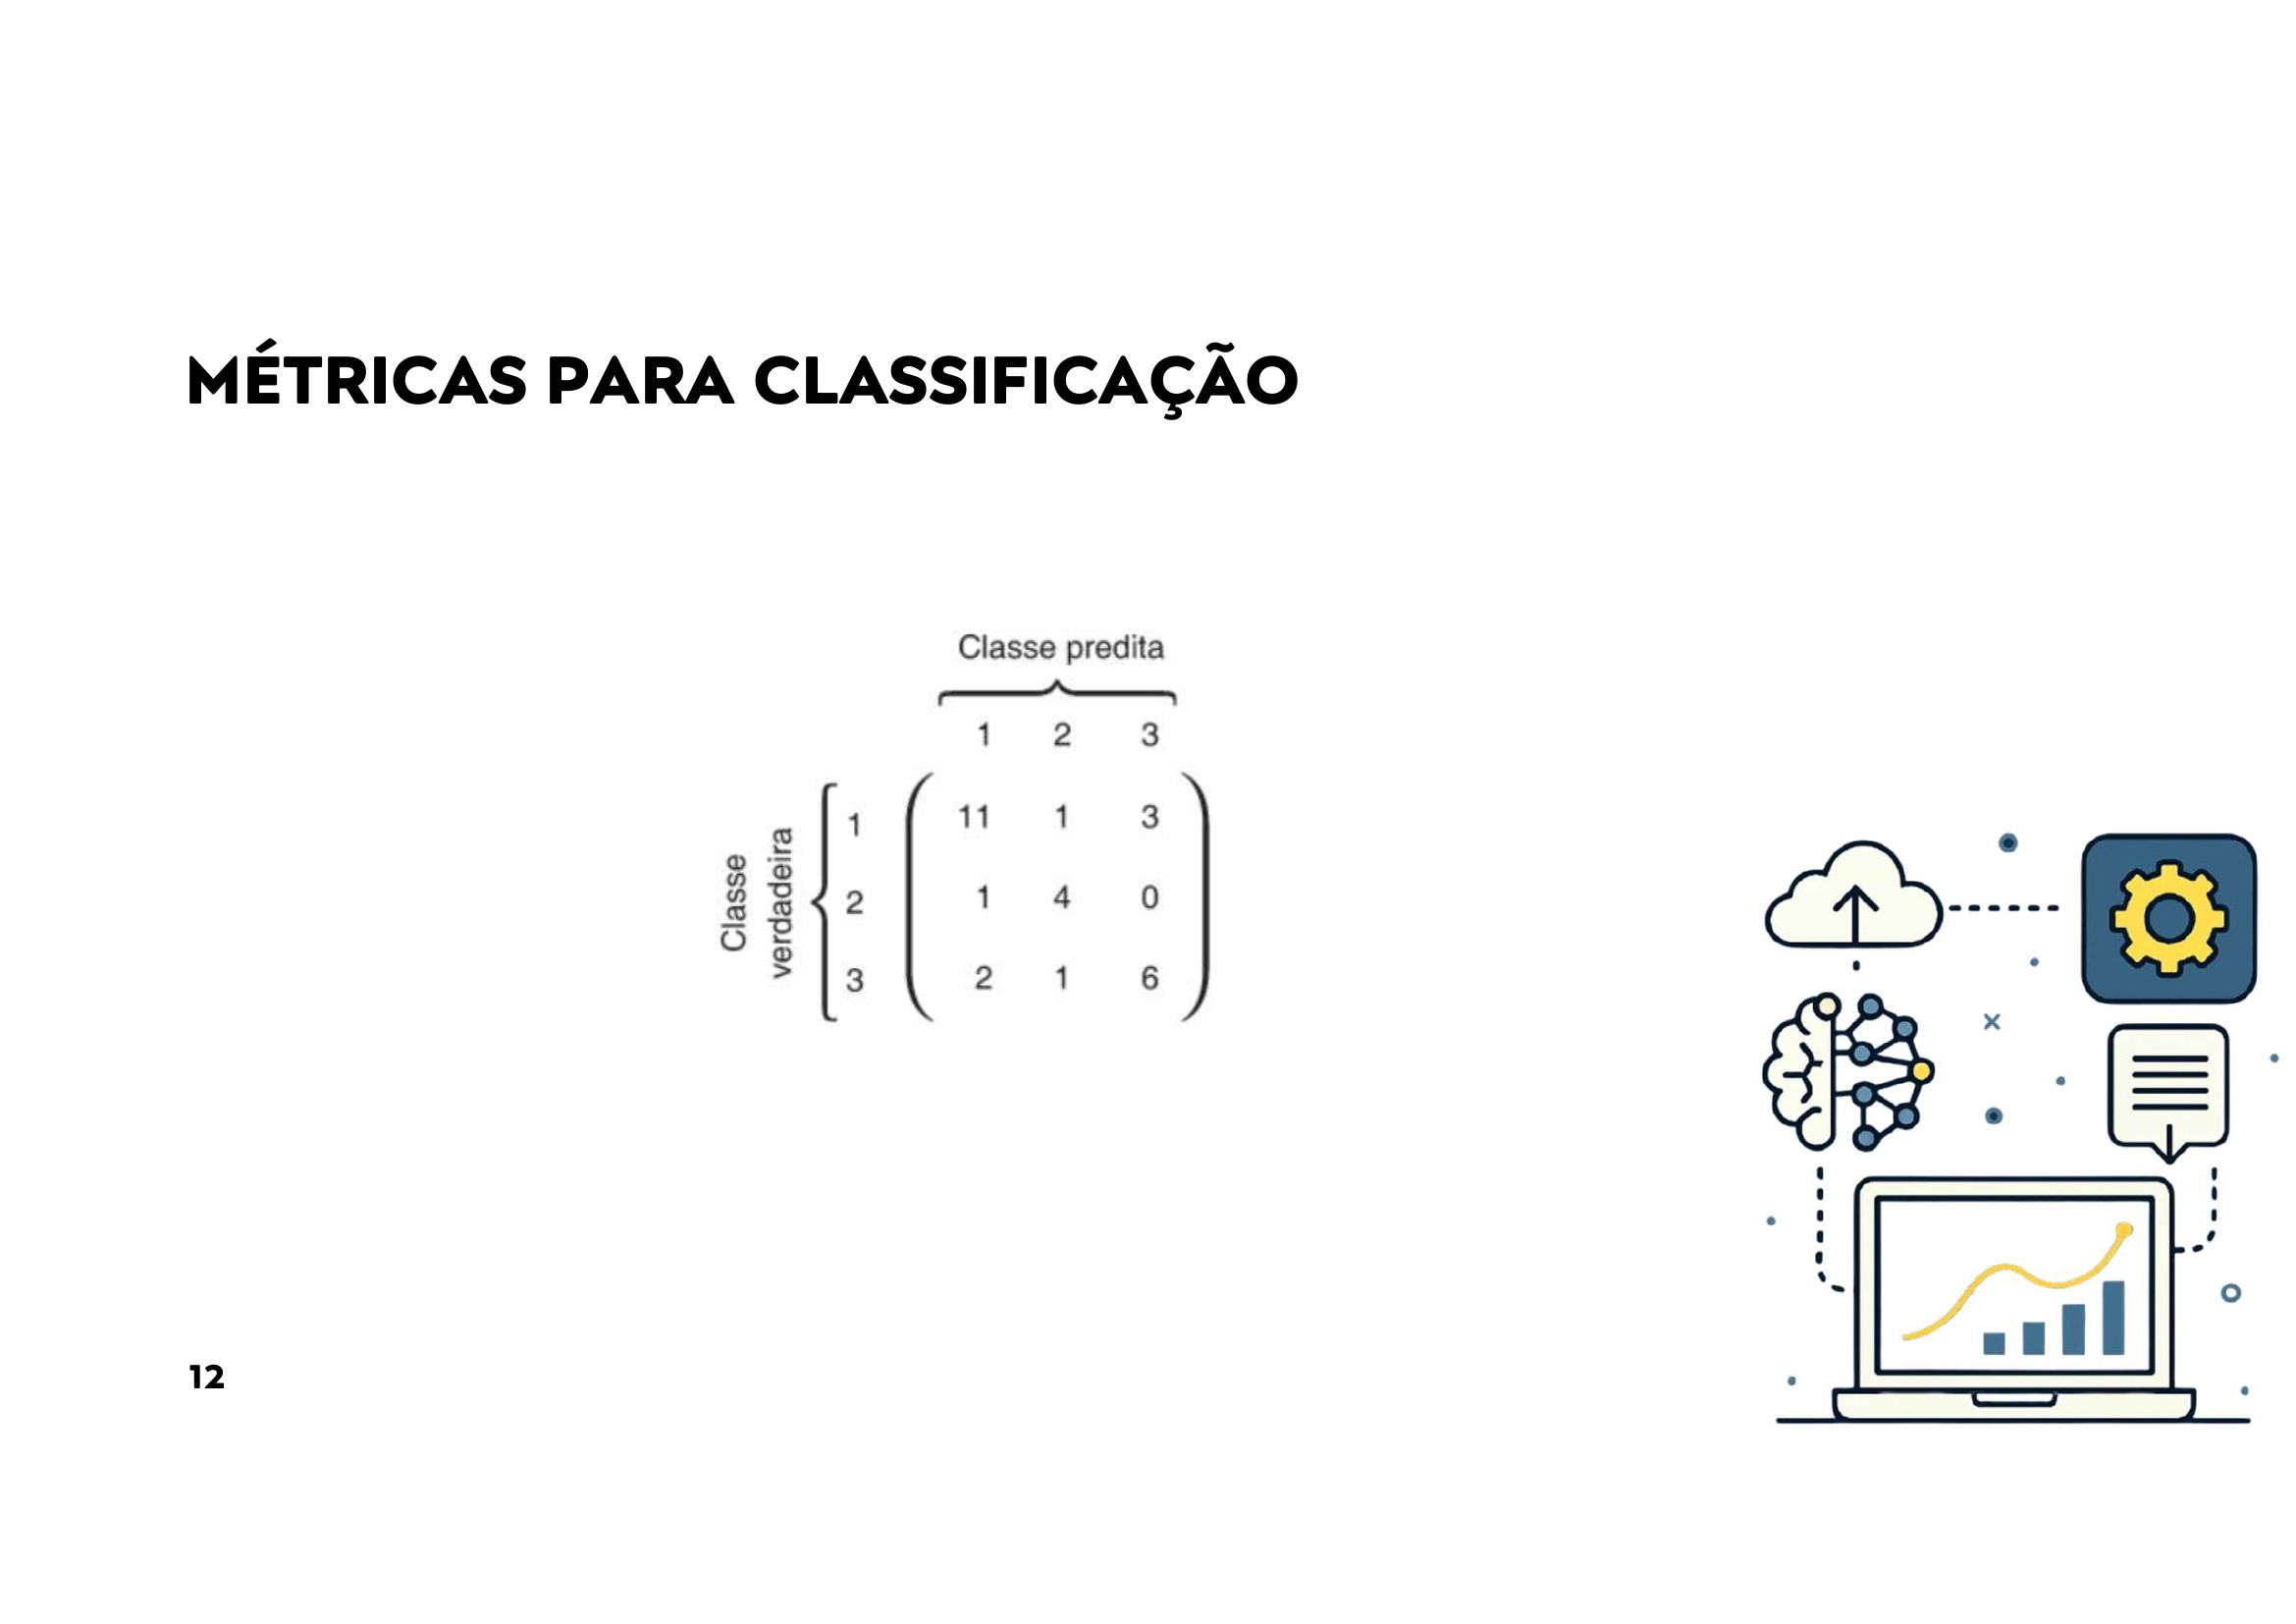 MÉTRICAS PARA CLASSIFICAÇÃO
Classe predita
1 2 3
Classe
verdadeira
1 11 1 3
2 1 4 0
3 2 1 6
12